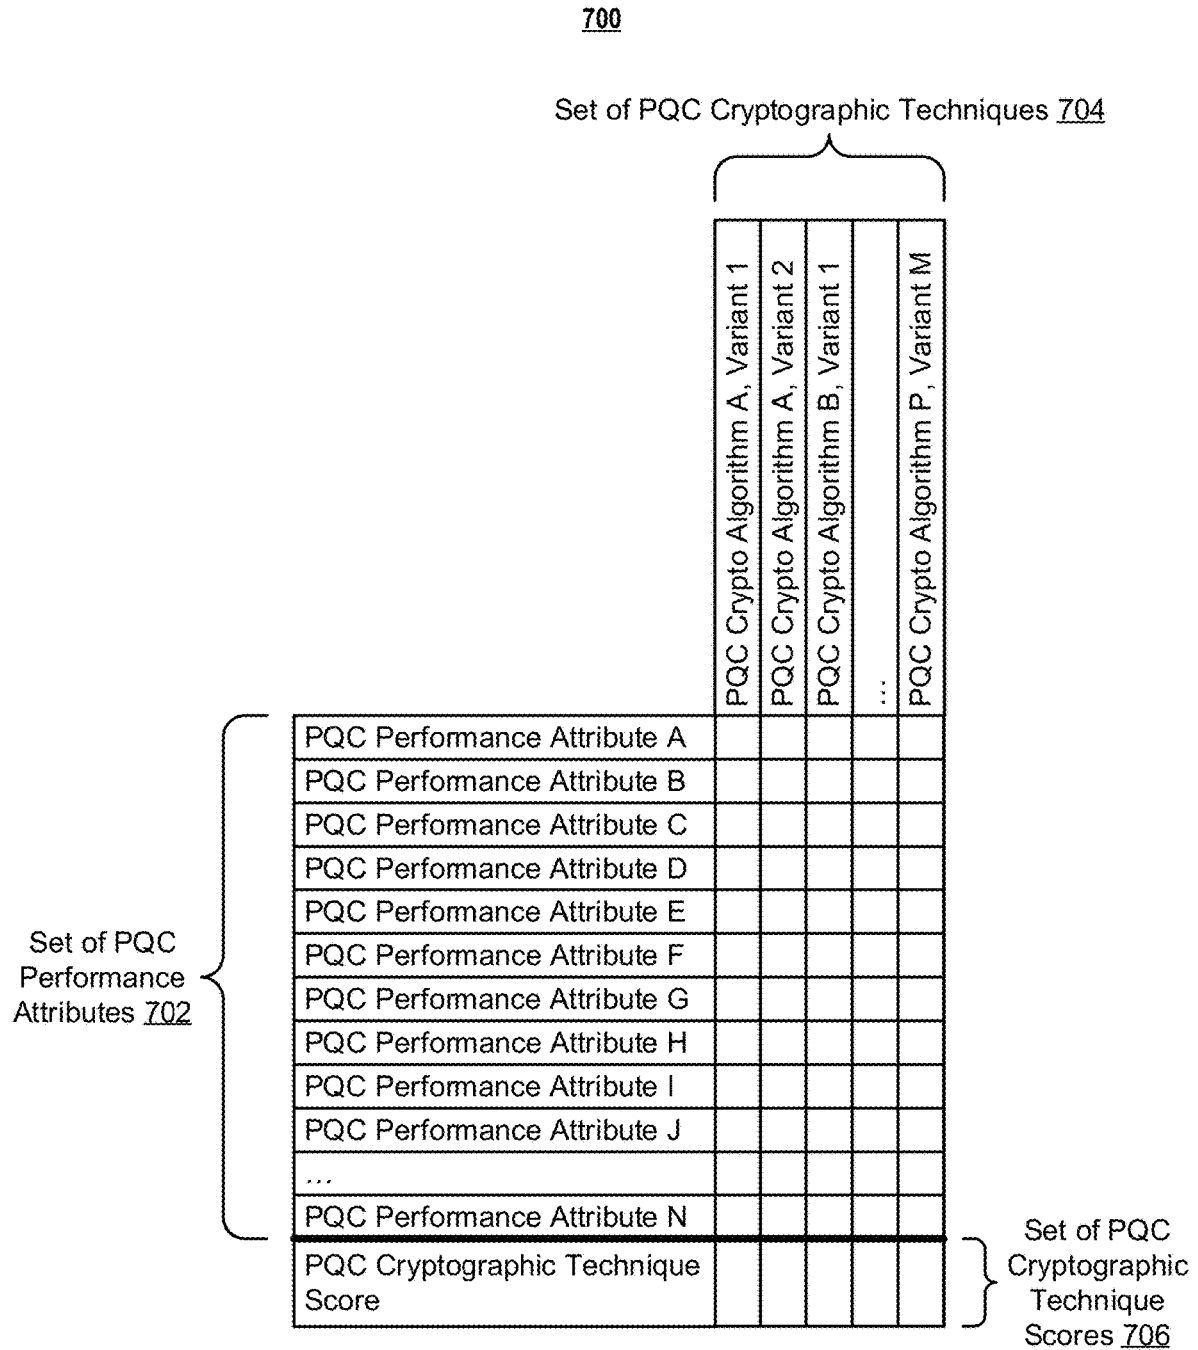 700
Set of PQC Cryptographic Techniques 704
PQC Crypto Algorithm A, Variant 1
PQC Crypto Algorithm A, Variant 2
PQC Crypto Algorithm B, Variant 1
...
PQC Crypto Algorithm P, Variant M
Set of PQC
Performance
Attributes 702
PQC Performance Attribute A
PQC Performance Attribute B
PQC Performance Attribute C
PQC Performance Attribute D
PQC Performance Attribute E
PQC Performance Attribute F
PQC Performance Attribute G
PQC Performance Attribute H
PQC Performance Attribute I
PQC Performance Attribute J
...
PQC Performance Attribute N
PQC Cryptographic Technique
Score
Set of PQC
Cryptographic
Technique
Scores 706